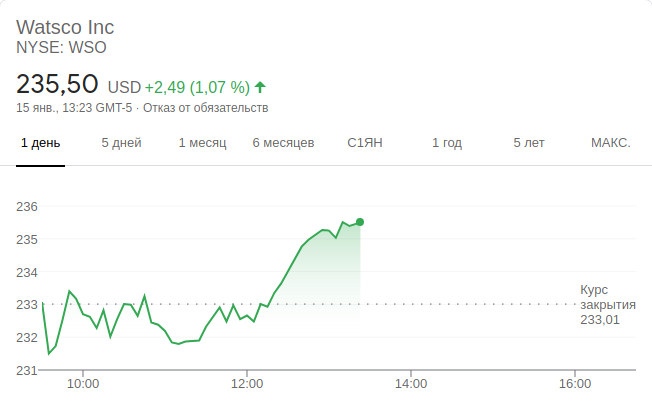 Watsco Inc
NYSE: WSO
235,50 USD +2,49 (1,07 %)
15 янв., 13:23 GMT-5 · Отказ от обязательств
1 день 5 дней 1 месяц 6 месяцев С1ЯН 1 год 5 лет МАКС.
236
235
234
233
232
231
Курс
закрытия
233,01
10:00 12:00 14:00 16:00